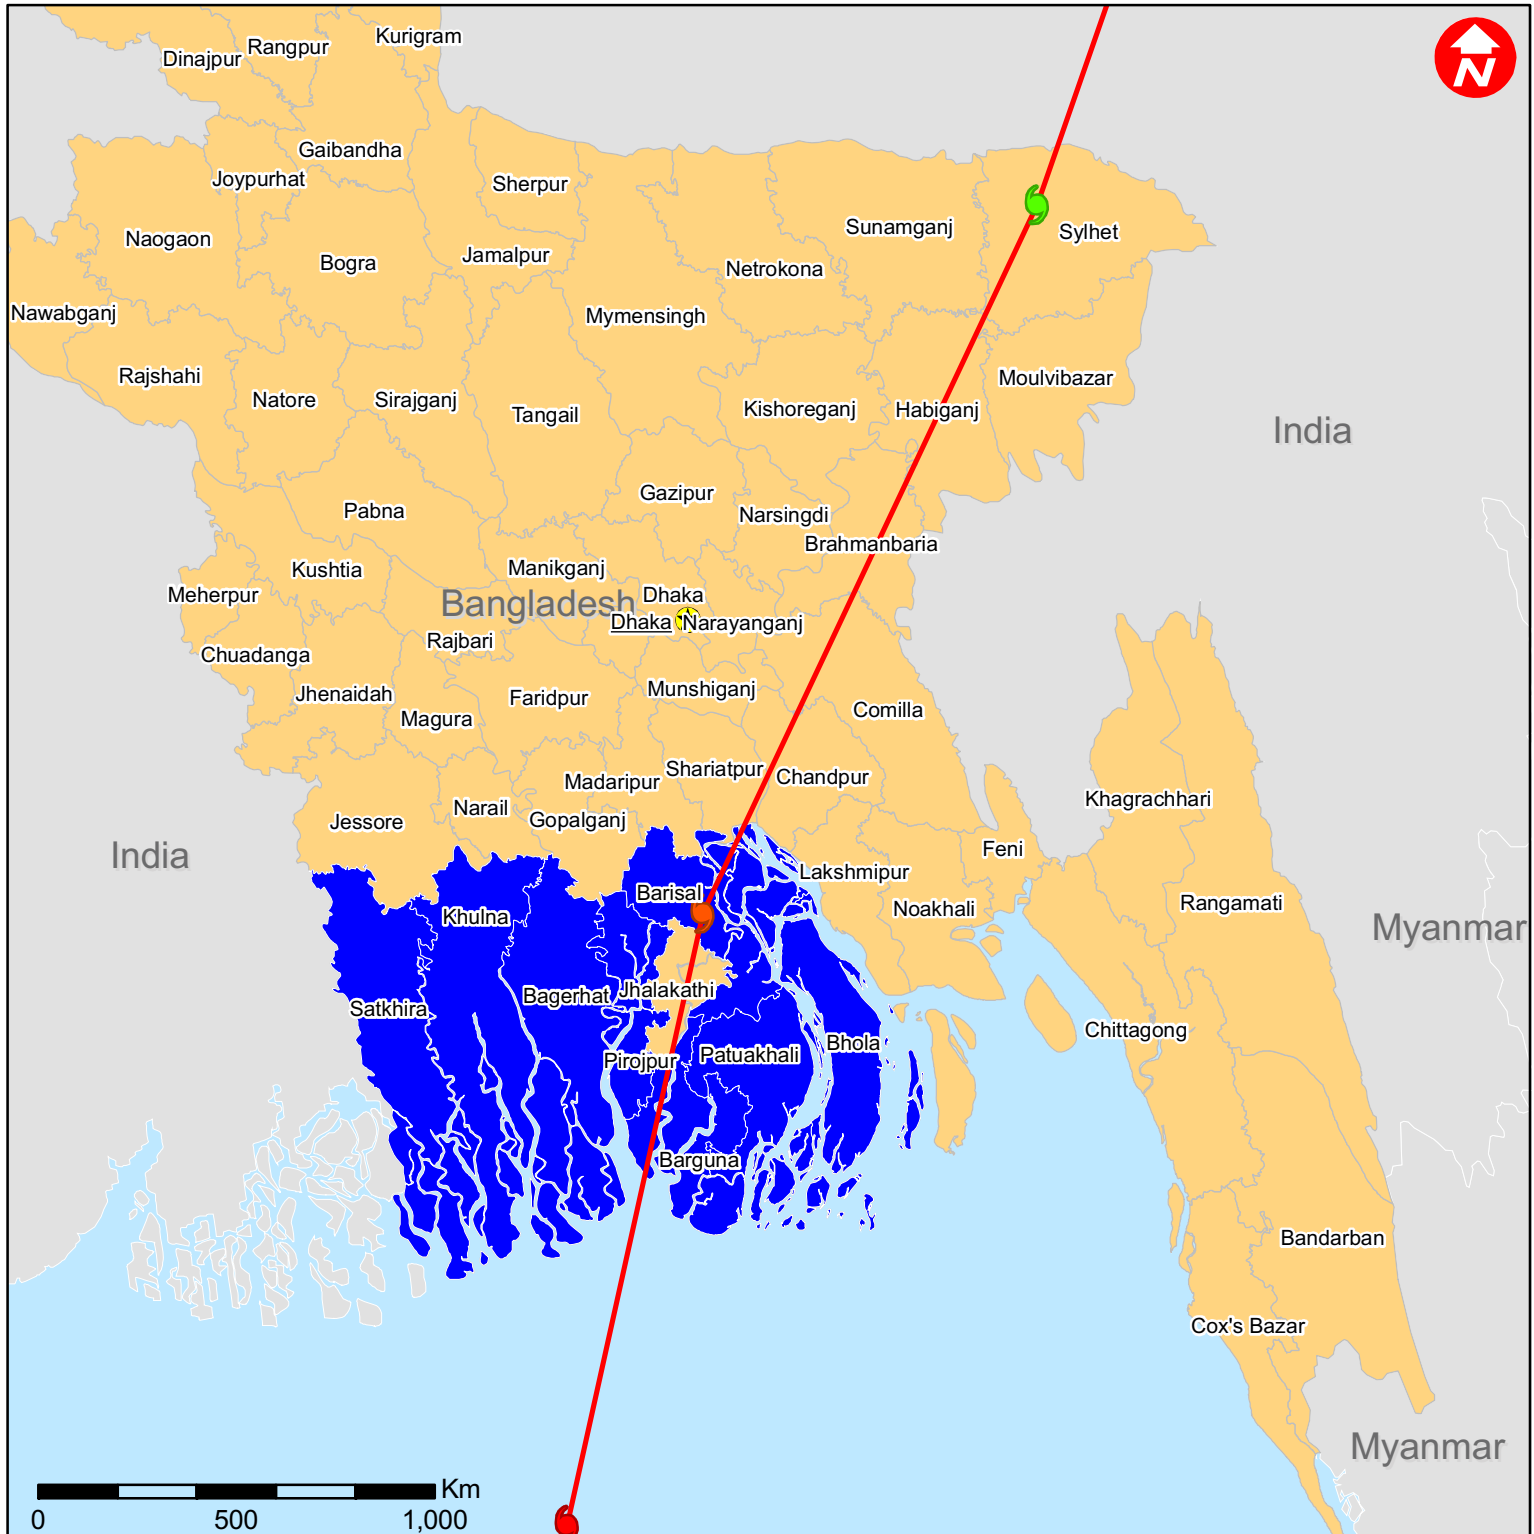 Kurigram
N
Rangpur
Dinajpur
Gaibandha
Joypurhat
Sherpur
Sunamganj
Sylhet
Naogaon
Jamalpur
Bogra
Netrokona
Nawabganj
Mymensingh
Rajshahi
Moulvibazar
Natore
Sirajganj
Tangail
Kishoreganj
Habiganj
India
Gazipur
Pabna
Narsingdi
Brahmanbaria
Kushtia
Manikganj
Meherpur
Dhaka
Bangladesh
Dhaka
Narayanganj
Rajbari
Chuadanga
Jhenaidah
Faridpur
Munshiganj
Magura
Comilla
Madaripur
Shariatpur
Chandpur
Khagrachhari
Jessore
Narail
Gopalganj
India
Feni
Lakshmipur
Barisal
Khulna
Noakhali
Rangamati
Myanmar
Satkhira
Bagerhat
Jhalakathi
Chittagong
Pirojpur
Patuakhali
Bhola
Barguna
Bandarban
Cox's Bazar
Myanmar
Km
0 500 1,000